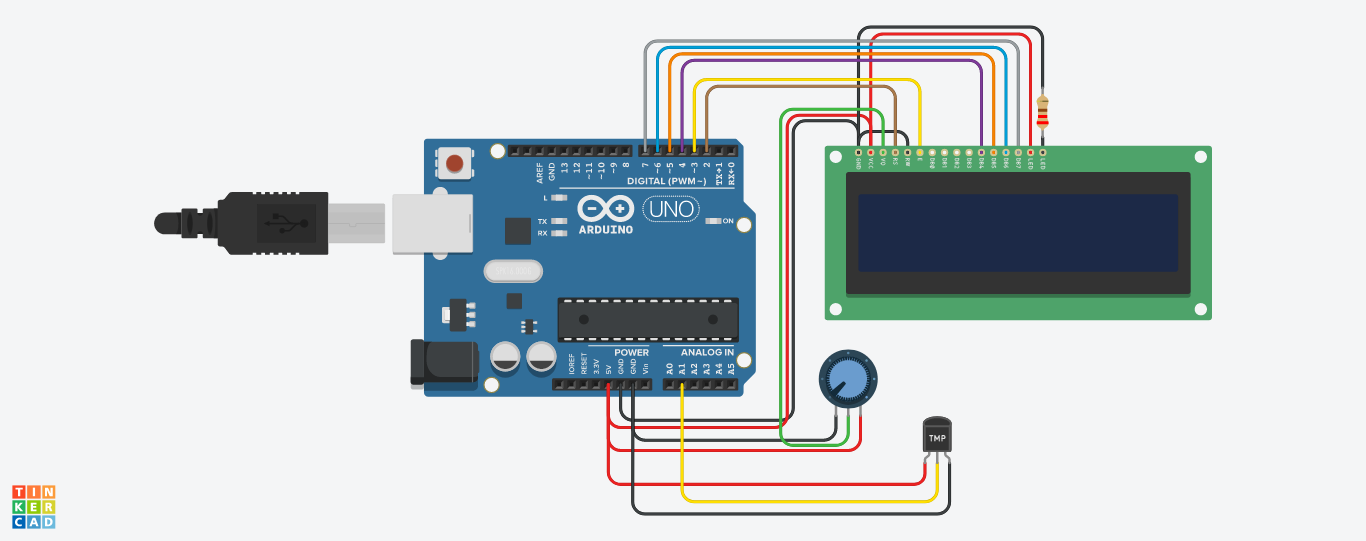 AREF
GND
13
12
~11
~10
~9
8
7
~6
~5
4
~3
2
TX→1
RX←0
DIGITAL (PWM~)
L
TX
RX
UNO
ON
ARDUINO
POWER
ANALOG IN
IOREF
RESET
3.3V
5V
GND
GND
Vin
A0
A1
A2
A3
A4
A5
GND
VCC
V0
RS
RW
E
DB0
DB1
DB2
DB3
DB4
DB5
DB6
DB7
LED
LED
TMP
TIN
KER
CAD